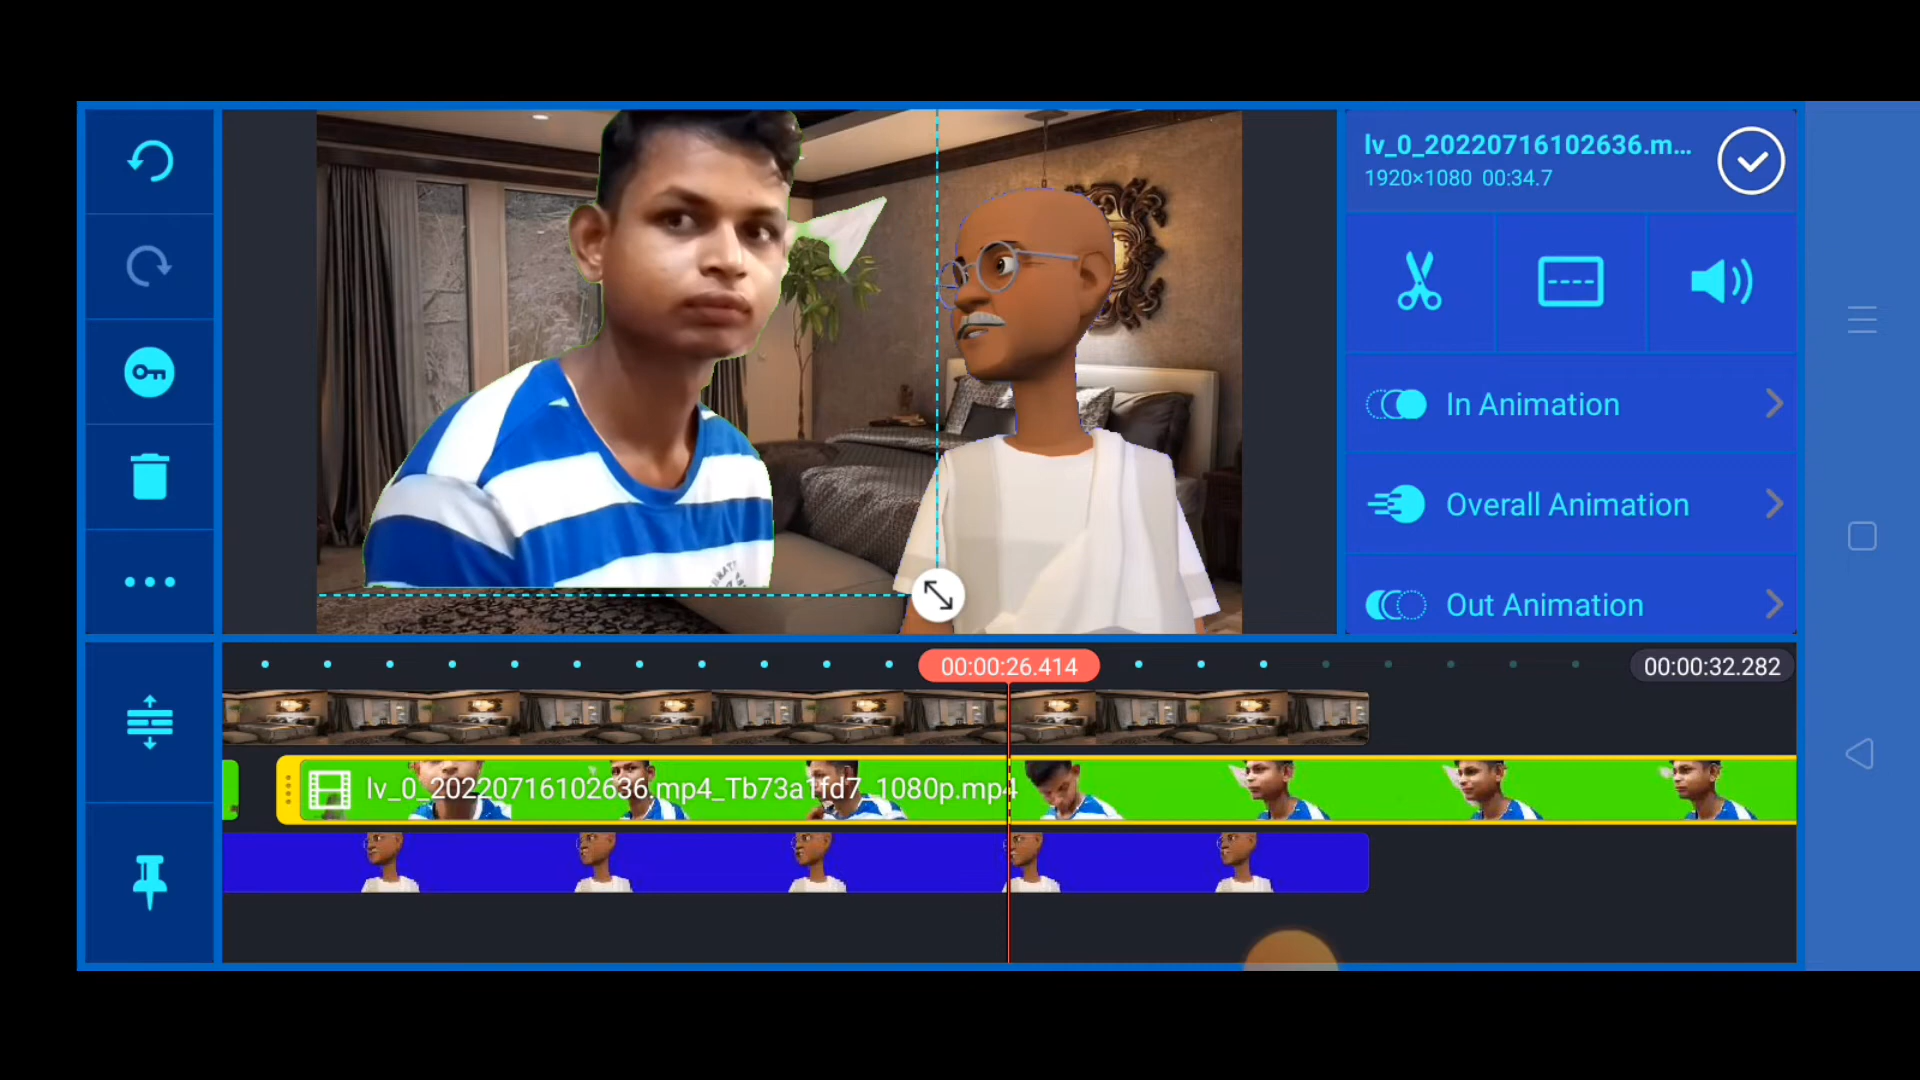 lv_0_20220716102636.m...
1920×1080 00:34.7
In Animation
Overall Animation
Out Animation
00:00:26.414
00:00:32.282
lv_0_20220716102636.mp4_Tb73a1fd7_1080p.mp4